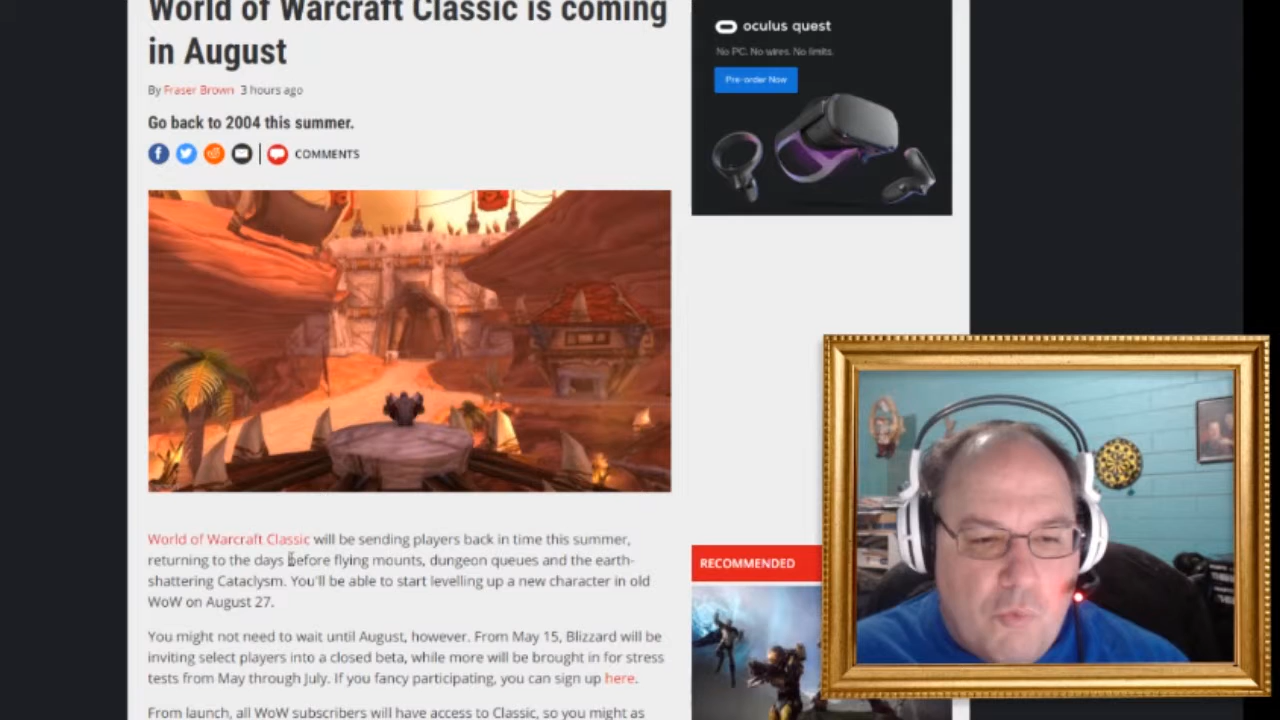 World of Warcraft Classic is coming
in August
By Fraser Brown 3 hours ago
Go back to 2004 this summer.
COMMENTS
World of Warcraft Classic will be sending players back in time this summer,
returning to the days before flying mounts, dungeon queues and the earth-
shattering Cataclysm. You'll be able to start levelling up a new character in old
WoW on August 27.
You might not need to wait until August, however. From May 15, Blizzard will be
inviting select players into a closed beta, while more will be brought in for stress
tests from May through July. If you fancy participating, you can sign up here.
From launch, all WoW subscribers will have access to Classic, so you might as
oculus quest
No PC. No wires. No limits.
Pre-order Now
RECOMMENDED